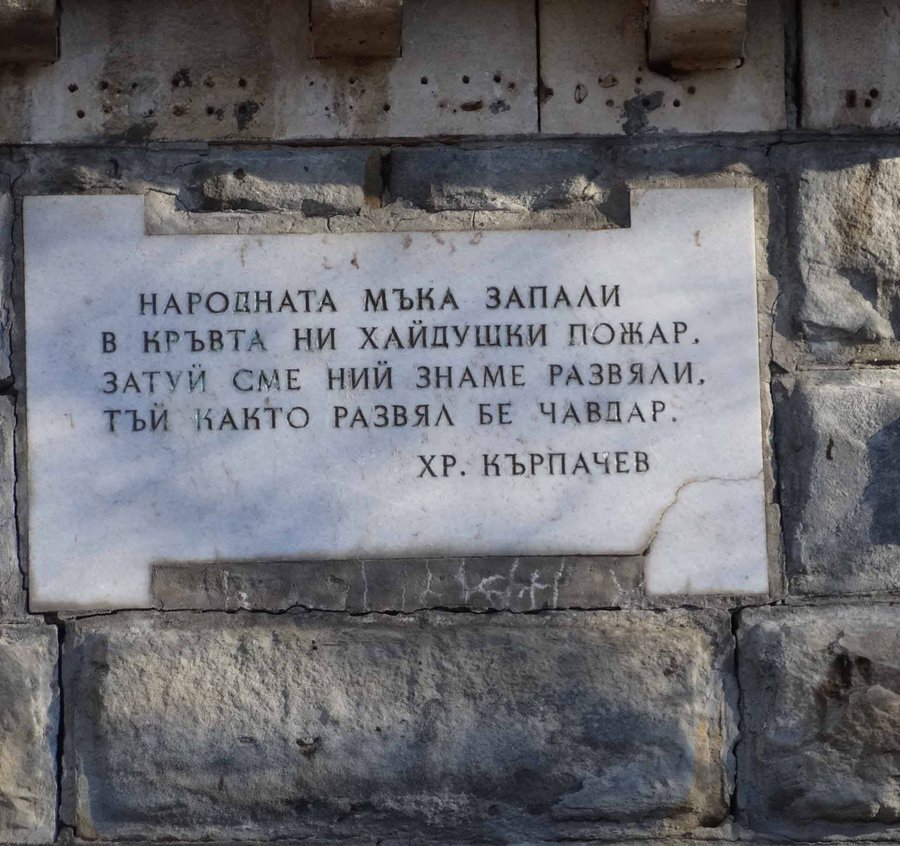 НАРОДНАТА МЪКА ЗАПАЛИ
В КРЪВТА НИ ХАЙДУШКИ ПОЖАР.
ЗАТУЙ СМЕ НИЙ ЗНАМЕ РАЗВЯЛИ,
ТЪЙ КАКТО РАЗВЯЛ БЕ ЧАВДАР.
ХР. КЪРПАЧЕВ